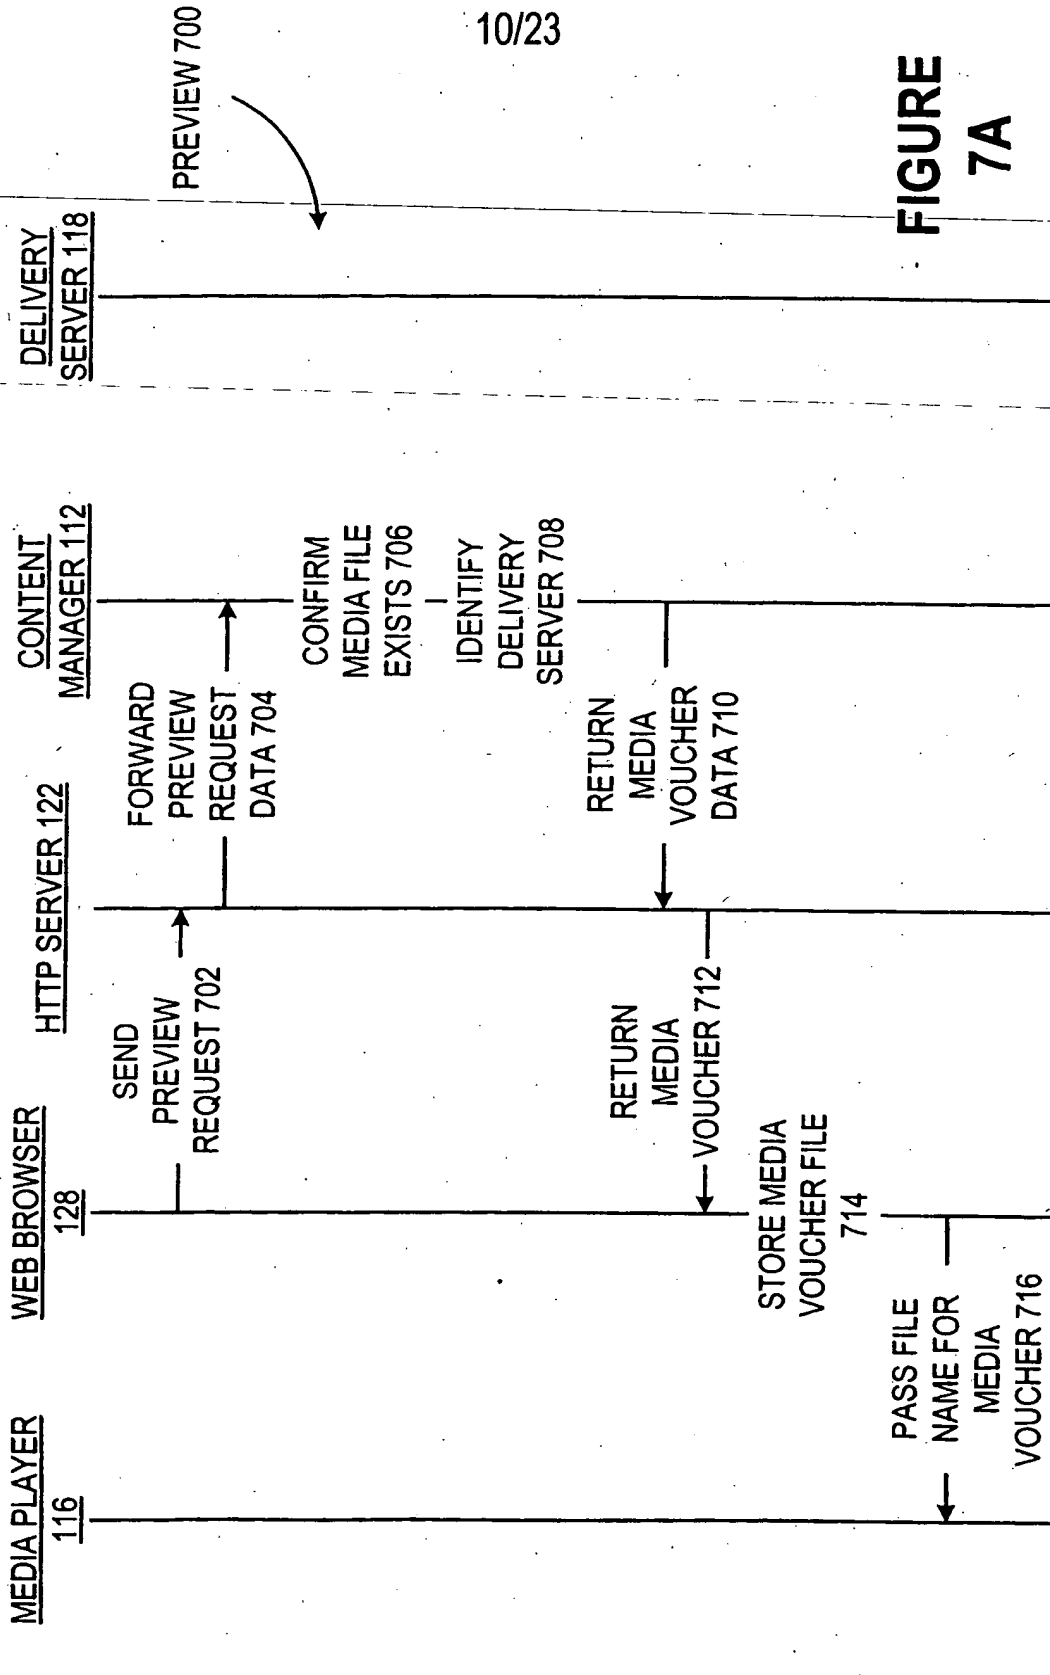 10/23
MEDIA PLAYER
116
WEB BROWSER
128
HTTP SERVER 122
CONTENT
MANAGER 112
DELIVERY
SERVER 118
PREVIEW 700
SEND
PREVIEW
REQUEST 702
FORWARD
PREVIEW
REQUEST
DATA 704
CONFIRM
MEDIA FILE
EXISTS 706
IDENTIFY
DELIVERY
SERVER 708
RETURN
MEDIA
VOUCHER
DATA 710
RETURN
MEDIA
VOUCHER 712
STORE MEDIA
VOUCHER FILE
714
PASS FILE
NAME FOR
MEDIA
VOUCHER 716
FIGURE
7A